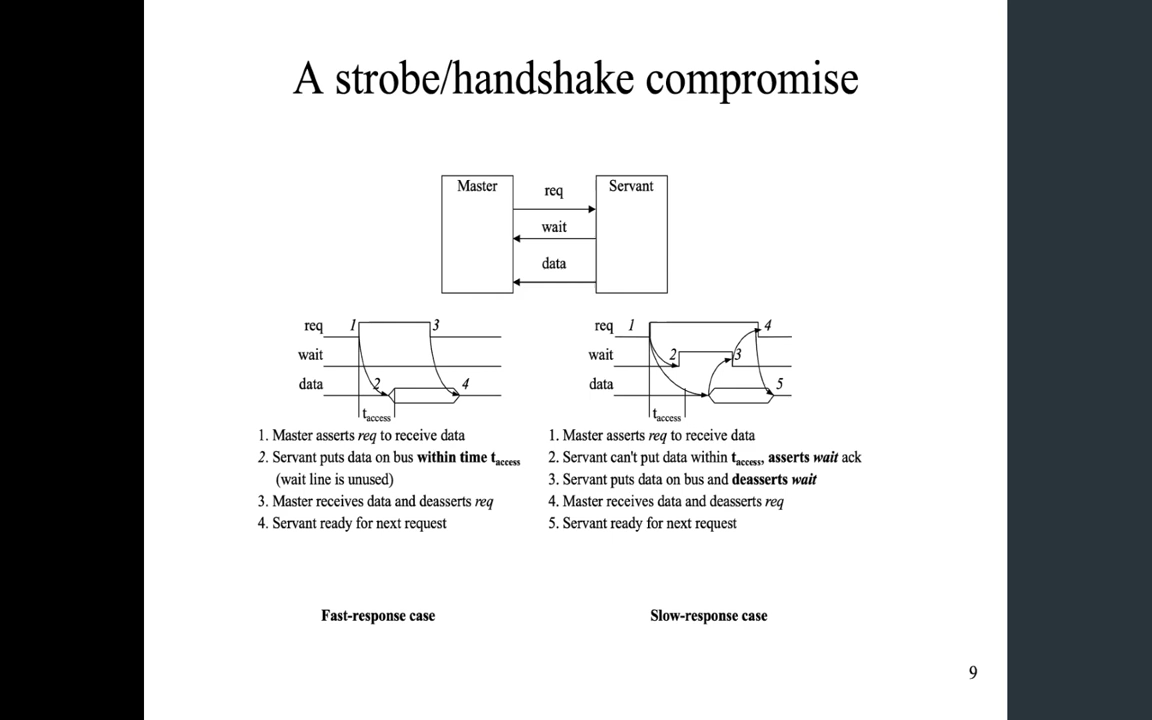 A strobe/handshake compromise
Master
req
Servant
wait
data
req 1 3
wait
data 2 4
taccess
1. Master asserts req to receive data
2. Servant puts data on bus within time taccess
(wait line is unused)
3. Master receives data and deasserts req
4. Servant ready for next request
Fast-response case
req 1 4
wait 2 3
data 5
taccess
1. Master asserts req to receive data
2. Servant can't put data within taccess, asserts wait ack
3. Servant puts data on bus and deasserts wait
4. Master receives data and deasserts req
5. Servant ready for next request
Slow-response case
9